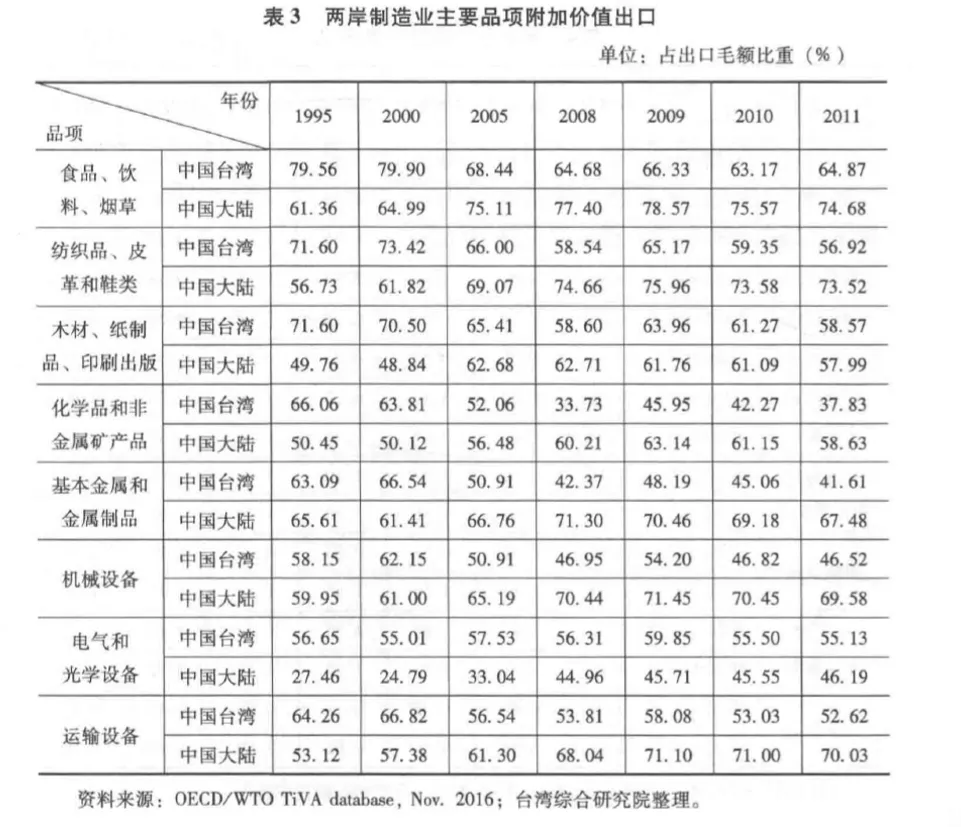 表 3 两岸制造业主要品项附加价值出口
单位：占出口毛额比重（%）
年份
品项
1995 2000 2005 2008 2009 2010 2011
食品、饮 中国台湾 79.56 79.90 68.44 64.68 66.33 63.17 64.87
料、烟草 中国大陆 61.36 64.99 75.11 77.40 78.57 75.57 74.68
纺织品、皮 中国台湾 71.60 73.42 66.00 58.54 65.17 59.35 56.92
革和鞋类 中国大陆 56.73 61.82 69.07 74.66 75.96 73.58 73.52
木材、纸制 中国台湾 71.60 70.50 65.41 58.60 63.96 61.27 58.57
品、印刷出版 中国大陆 49.76 48.84 62.68 62.71 61.76 61.09 57.99
化学品和非 中国台湾 66.06 63.81 52.06 33.73 45.95 42.27 37.83
金属矿产品 中国大陆 50.45 50.12 56.48 60.21 63.14 61.15 58.63
基本金属和 中国台湾 63.09 66.54 50.91 42.37 48.19 45.06 41.61
金属制品 中国大陆 65.61 61.41 66.76 71.30 70.46 69.18 67.48
机械设备
中国台湾 58.15 62.15 50.91 46.95 54.20 46.82 46.52
中国大陆 59.95 61.00 65.19 70.44 71.45 70.45 69.58
电气和 中国台湾 56.65 55.01 57.53 56.31 59.85 55.50 55.13
光学设备 中国大陆 27.46 24.79 33.04 44.96 45.71 45.55 46.19
运输设备
中国台湾 64.26 66.82 56.54 53.81 58.08 53.03 52.62
中国大陆 53.12 57.38 61.30 68.04 71.10 71.00 70.03
资料来源：OECD/WTO TiVA database, Nov. 2016；台湾综合研究院整理。